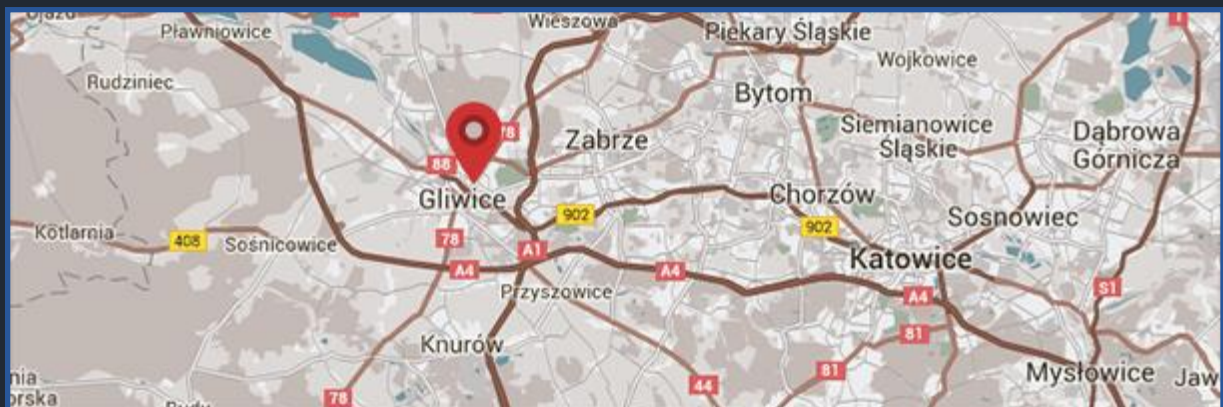 Pławniowice
Wieszowa
Piekary Śląskie
1
Wojkowice
Rudziniec
Bytom
78
Siemianowice
Śląskie
Dąbrowa
Górnicza
Zabrze
88
Gliwice
Chorzów
902
Sosnowiec
902
Kotlarnia
408
Sośnicowice
78
A1
Katowice
A4
A4
Przyszowice
S1
A4
81
Knurów
81
Mysłowice
44
78